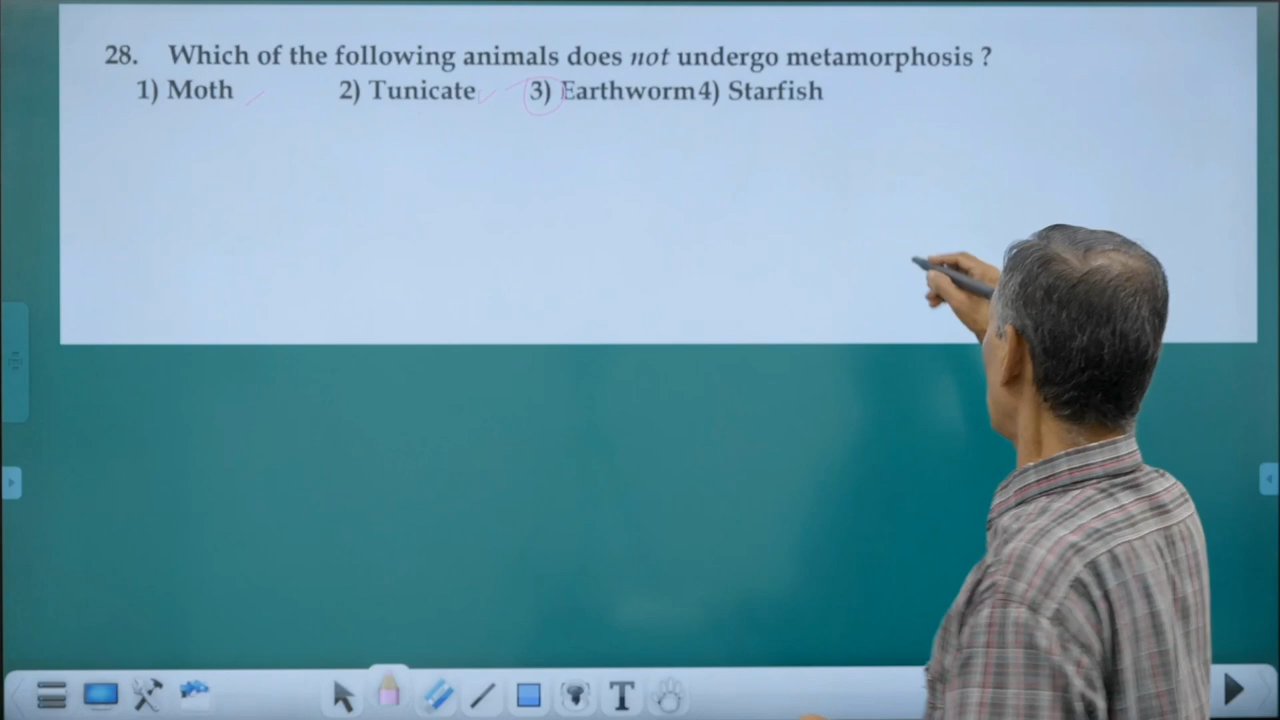 28. Which of the following animals does not undergo metamorphosis ?
1) Moth 2) Tunicate 3) Earthworm 4) Starfish
T